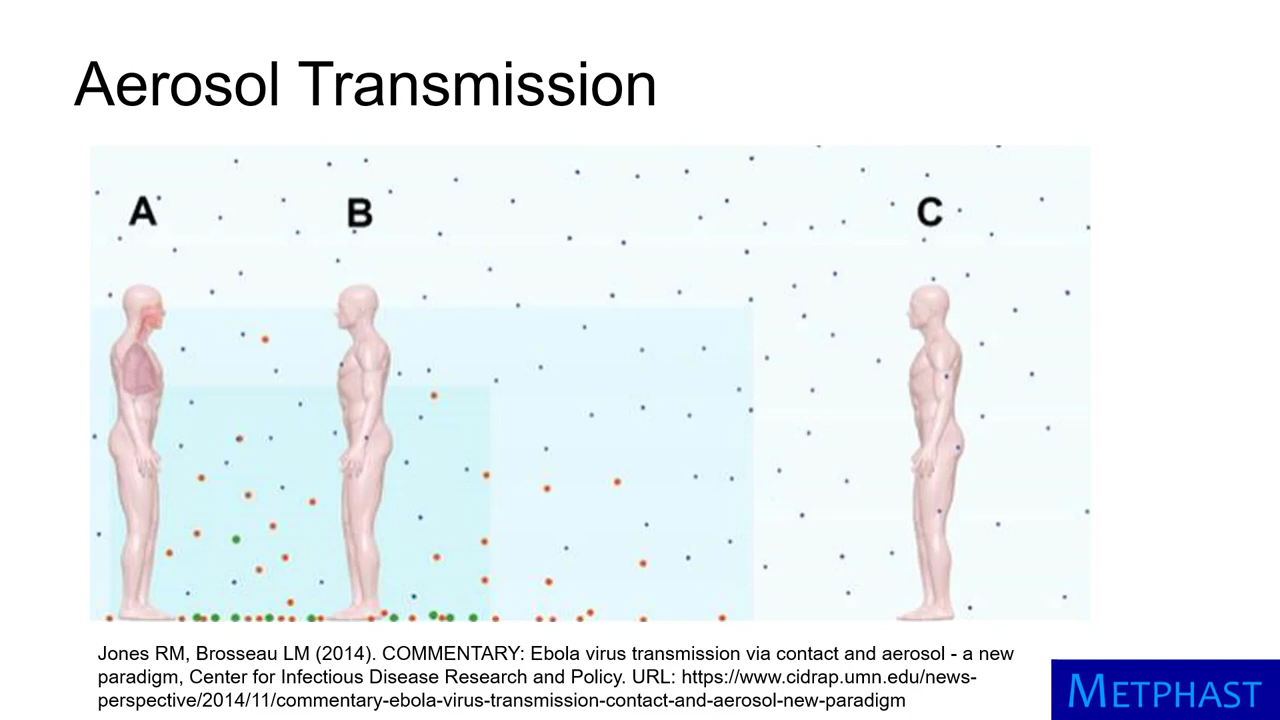 Aerosol Transmission
A B C
Jones RM, Brosseau LM (2014). COMMENTARY: Ebola virus transmission via contact and aerosol - a new
paradigm, Center for Infectious Disease Research and Policy. URL: https://www.cidrap.umn.edu/news-
perspective/2014/11/commentary-ebola-virus-transmission-contact-and-aerosol-new-paradigm
METPHAST